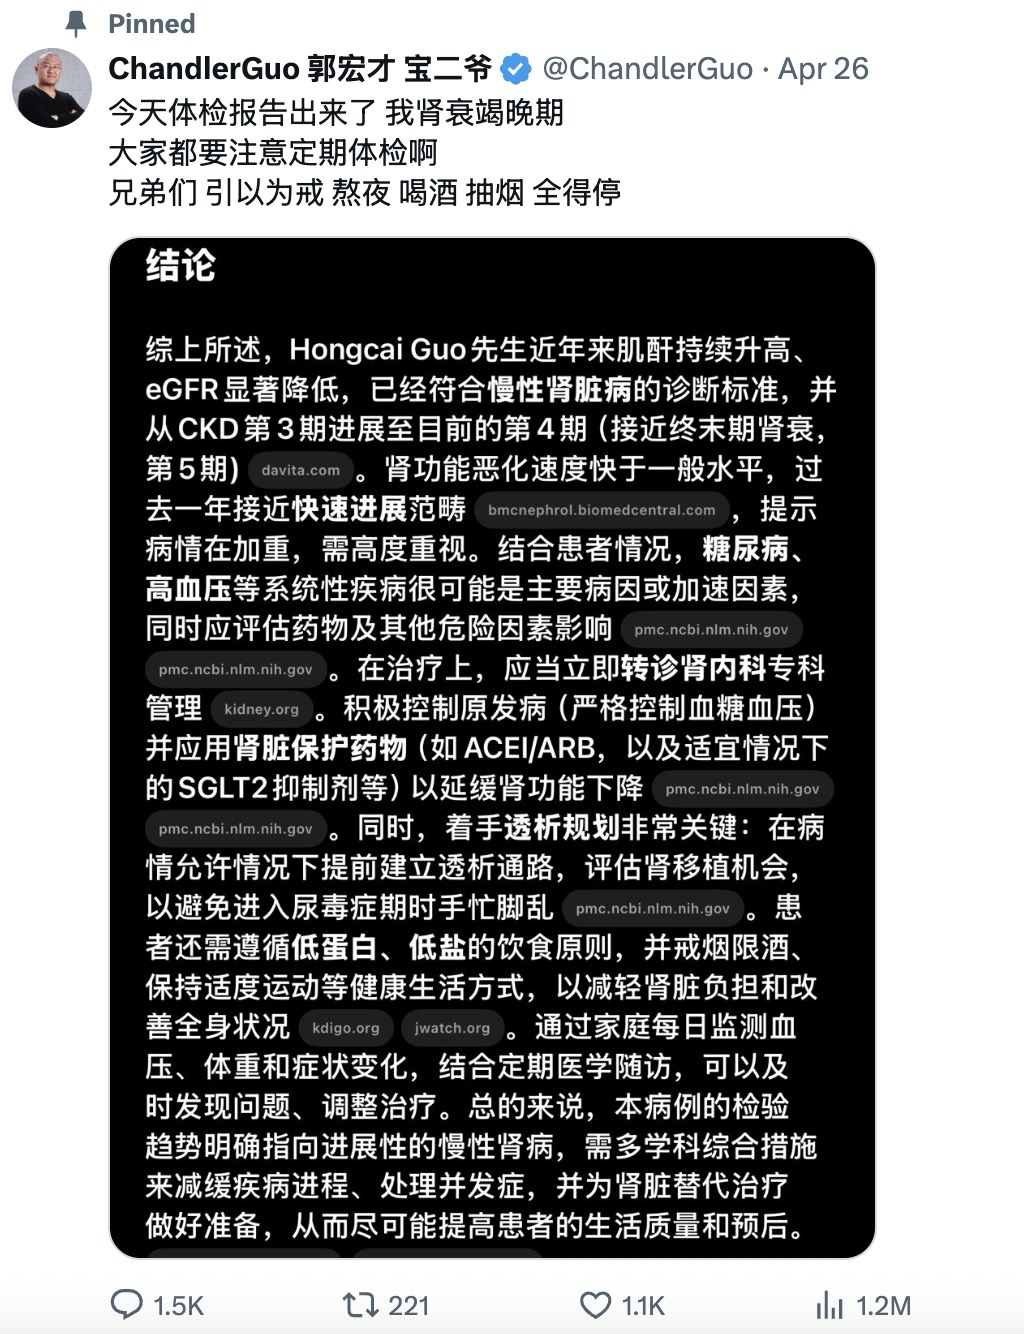 Pinned
ChandlerGuo 郭宏才 宝二爷 @ChandlerGuo · Apr 26
今天体检报告出来了 我肾衰竭晚期
大家都要注意定期体检啊
兄弟们 引以为戒 熬夜 喝酒 抽烟 全得停
结论
综上所述，Hongcai Guo先生近年来肌酐持续升高、
eGFR显著降低，已经符合慢性肾脏病的诊断标准，并
从CKD第3期进展至目前的第4期（接近终末期肾衰，
第5期） davita.com 。肾功能恶化速度快于一般水平，过
去一年接近快速进展范畴 bmcnephrol.biomedcentral.com ，提示
病情在加重，需高度重视。结合患者情况，糖尿病、
高血压等系统性疾病很可能是主要病因或加速因素，
同时应评估药物及其他危险因素影响 pmc.ncbi.nlm.nih.gov
pmc.ncbi.nlm.nih.gov 。在治疗上，应当立即转诊肾内科专科
管理 kidney.org 。积极控制原发病（严格控制血糖血压）
并应用肾脏保护药物（如ACEI/ARB，以及适宜情况下
的SGLT2抑制剂等）以延缓肾功能下降 pmc.ncbi.nlm.nih.gov
pmc.ncbi.nlm.nih.gov 。同时，着手透析规划非常关键：在病
情允许情况下提前建立透析通路，评估肾移植机会，
以避免进入尿毒症期时手忙脚乱 pmc.ncbi.nlm.nih.gov 。患
者还需遵循低蛋白、低盐的饮食原则，并戒烟限酒、
保持适度运动等健康生活方式，以减轻肾脏负担和改
善全身状况 kdigo.org jwatch.org 。通过家庭每日监测血
压、体重和症状变化，结合定期医学随访，可以及
时发现问题、调整治疗。总的来说，本病例的检验
趋势明确指向进展性的慢性肾病，需多学科综合措施
来减缓疾病进程、处理并发症，并为肾脏替代治疗
做好准备，从而尽可能提高患者的生活质量和预后。
1.5K 221 1.1K 1.2M